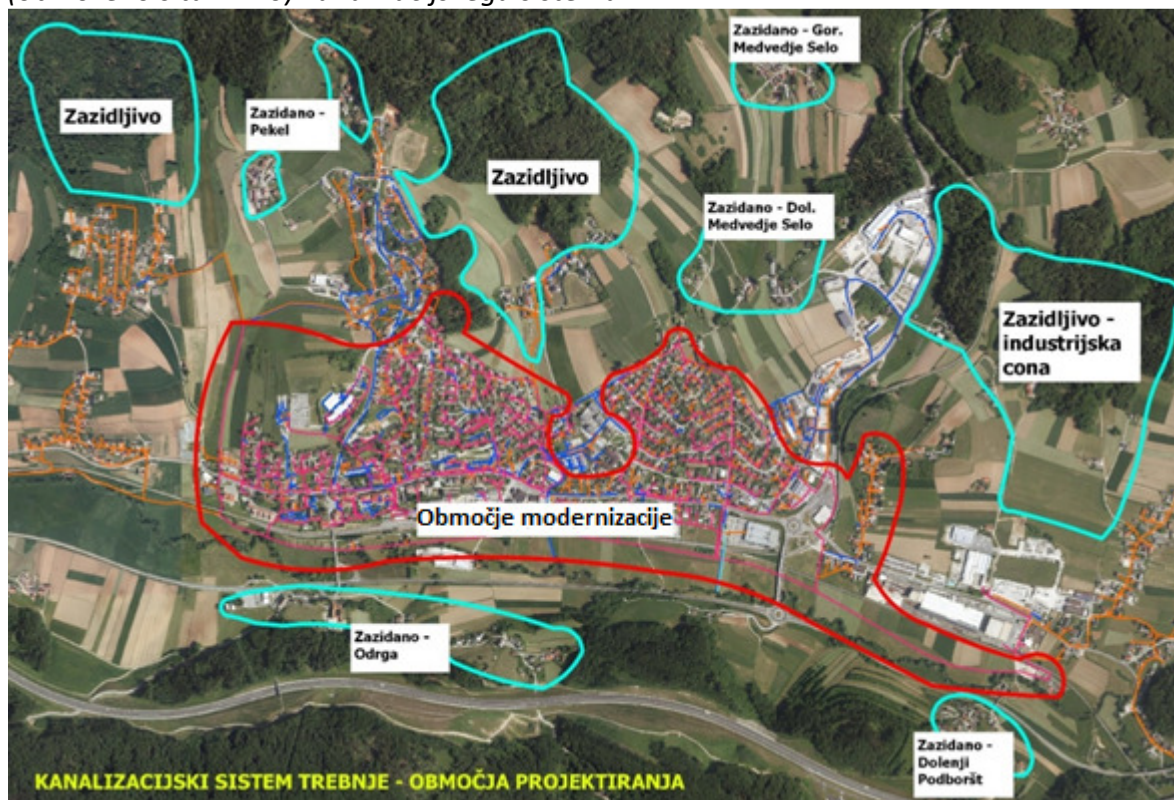 Zazidano - Gor.
Medvedje Selo
Zazidljivo
Zazidano -
Pekel
Zazidljivo
Zazidano - Dol.
Medvedje Selo
Zazidljivo -
industrijska
cona
Območje modernizacije
Zazidano -
Odrga
Zazidano -
Dolenji
Podboršt
KANALIZACIJSKI SISTEM TREBNJE - OBMOČJA PROJEKTIRANJA